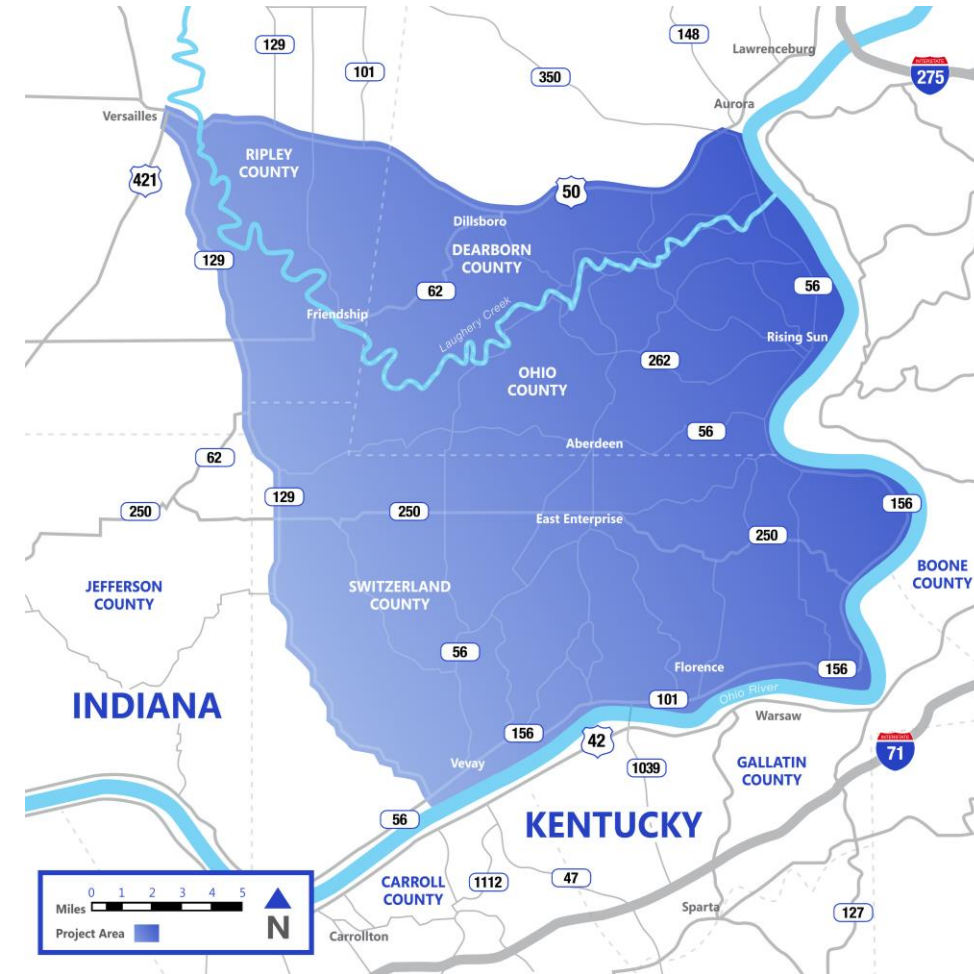 129
148
Lawrenceburg
101
350
INTERSTATE
275
Aurora
Versailles
RIPLEY
COUNTY
421
50
Dillsboro
DEARBORN
COUNTY
129
62
56
Friendship
Laughery Creek
Rising Sun
262
OHIO
COUNTY
56
Aberdeen
62
129
156
250
250
East Enterprise
250
BOONE
COUNTY
JEFFERSON
COUNTY
SWITZERLAND
COUNTY
56
Florence
156
INDIANA
101
Ohio River
Warsaw
156
42
INTERSTATE
71
Vevay
1039
GALLATIN
COUNTY
56
KENTUCKY
CARROLL
COUNTY
1112
47
Sparta
127
Carrollton
0 1 2 3 4 5
Miles
N
Project Area